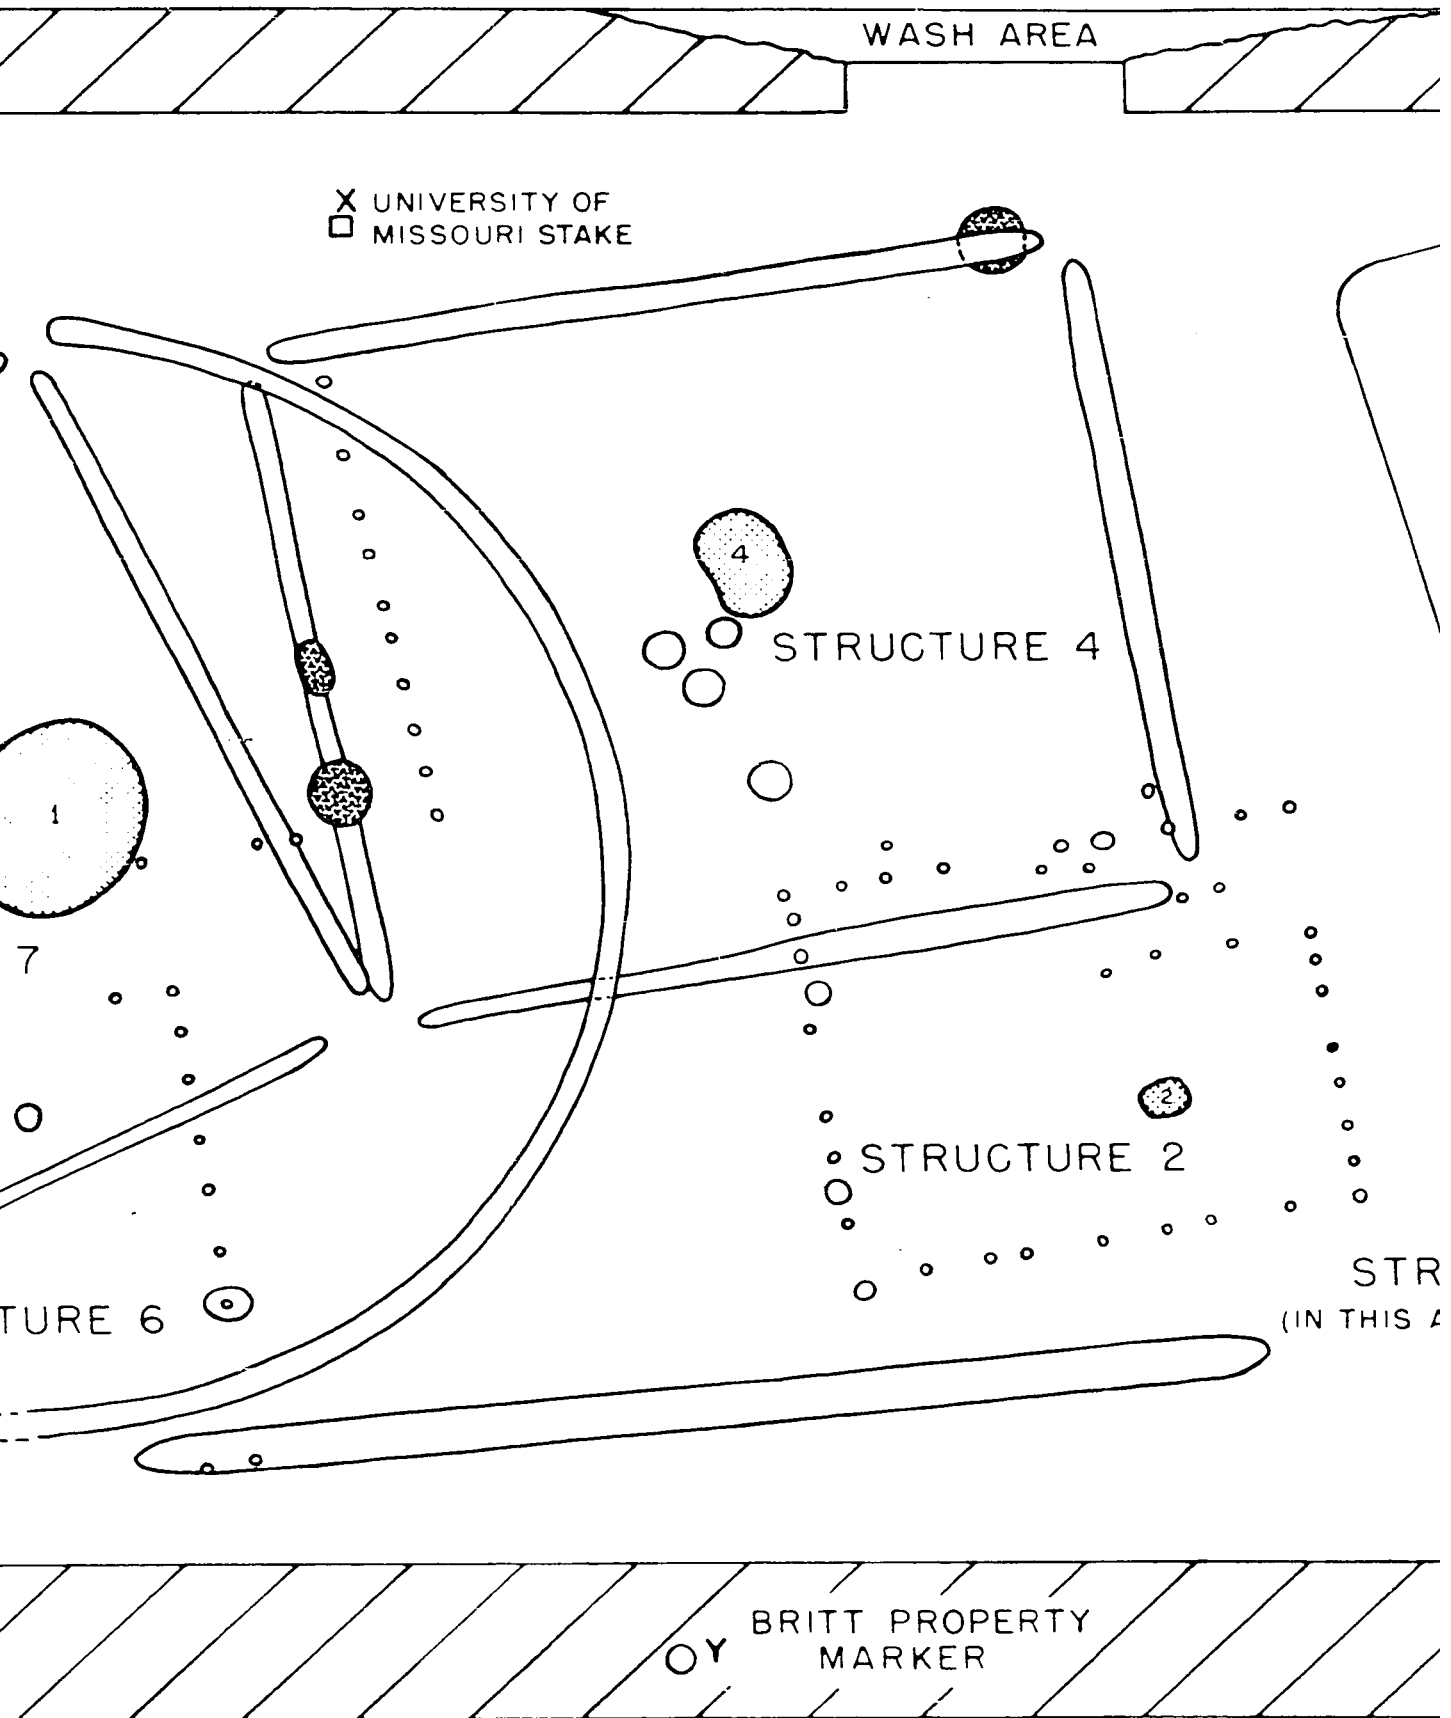 WASH AREA
X UNIVERSITY OF
MISSOURI STAKE
4
STRUCTURE 4
1
7
2
STRUCTURE 2
STR
(IN THIS A
TURE 6
BRITT PROPERTY
Y MARKER